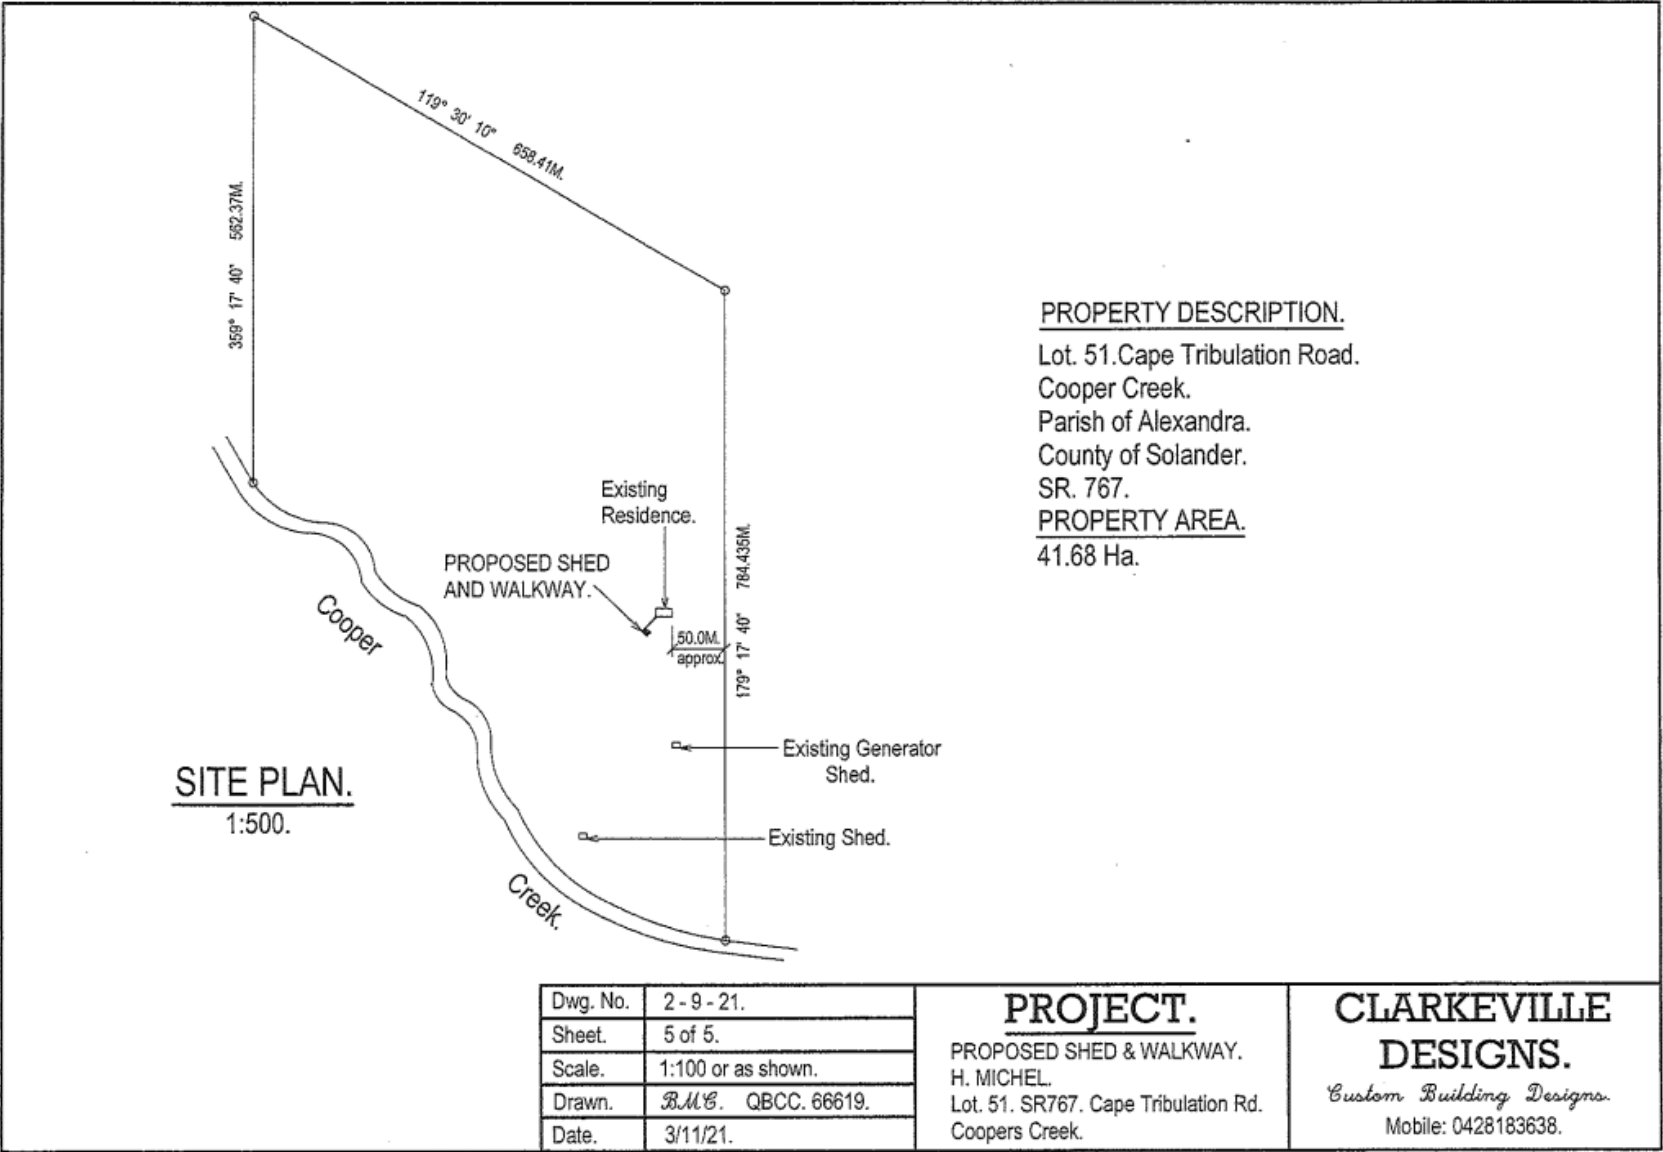 119° 30' 10" 658.41M.
359° 17' 40" 562.37M.
PROPERTY DESCRIPTION.
Lot. 51.Cape Tribulation Road.
Cooper Creek.
Parish of Alexandra.
County of Solander.
SR. 767.
PROPERTY AREA.
41.68 Ha.
Existing
Residence.
PROPOSED SHED
AND WALKWAY.
179° 17' 40" 784.435M.
50.0M.
approx.
Cooper
Creek.
Existing Generator
Shed.
Existing Shed.
SITE PLAN.
1:500.
Dwg. No. 2 - 9 - 21.
Sheet. 5 of 5.
Scale. 1:100 or as shown.
Drawn. BMC. QBCC. 66619.
Date. 3/11/21.
PROJECT.
PROPOSED SHED & WALKWAY.
H. MICHEL.
Lot. 51. SR767. Cape Tribulation Rd.
Coopers Creek.
CLARKEVILLE
DESIGNS.
Custom Building Designs.
Mobile: 0428183638.